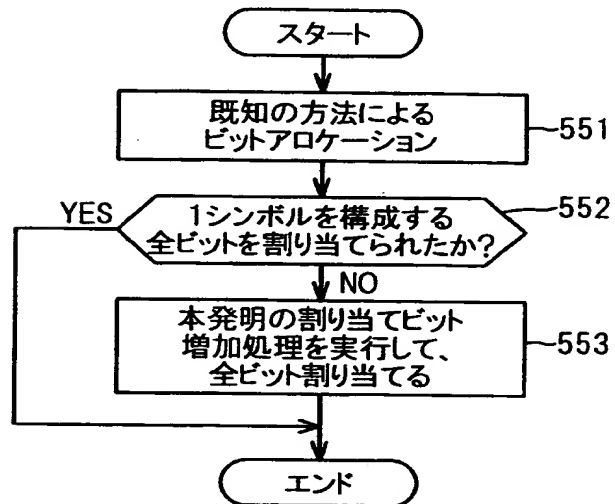 スタート
既知の方法による
ビットアロケーション
551
YES
1シンボルを構成する
全ビットを割り当てられたか?
552
NO
本発明の割り当てビット
増加処理を実行して、
全ビット割り当てる
553
エンド